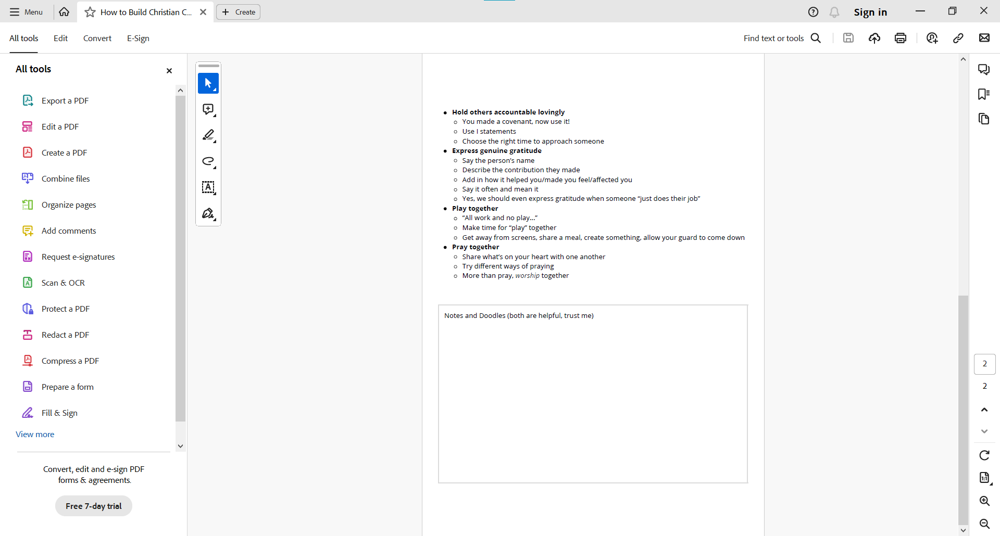 Menu
How to Build Christian C...
Create
Sign in
All tools
Edit
Convert
E-Sign
Find text or tools
All tools
Export a PDF
Edit a PDF
Create a PDF
Combine files
Organize pages
Add comments
Request e-signatures
Scan & OCR
Protect a PDF
Redact a PDF
Compress a PDF
Prepare a form
Fill & Sign
View more
Convert, edit and e-sign PDF
forms & agreements.
Free 7-day trial
• Hold others accountable lovingly
○ You made a covenant, now use it!
○ Use I statements
○ Choose the right time to approach someone
• Express genuine gratitude
○ Say the person’s name
○ Describe the contribution they made
○ Add in how it helped you/made you feel/affected you
○ Say it often and mean it
○ Yes, we should even express gratitude when someone “just does their job”
• Play together
○ “All work and no play…”
○ Make time for “play” together
○ Get away from screens, share a meal, create something, allow your guard to come down
• Pray together
○ Share what’s on your heart with one another
○ Try different ways of praying
○ More than pray, worship together
Notes and Doodles (both are helpful, trust me)
2
2